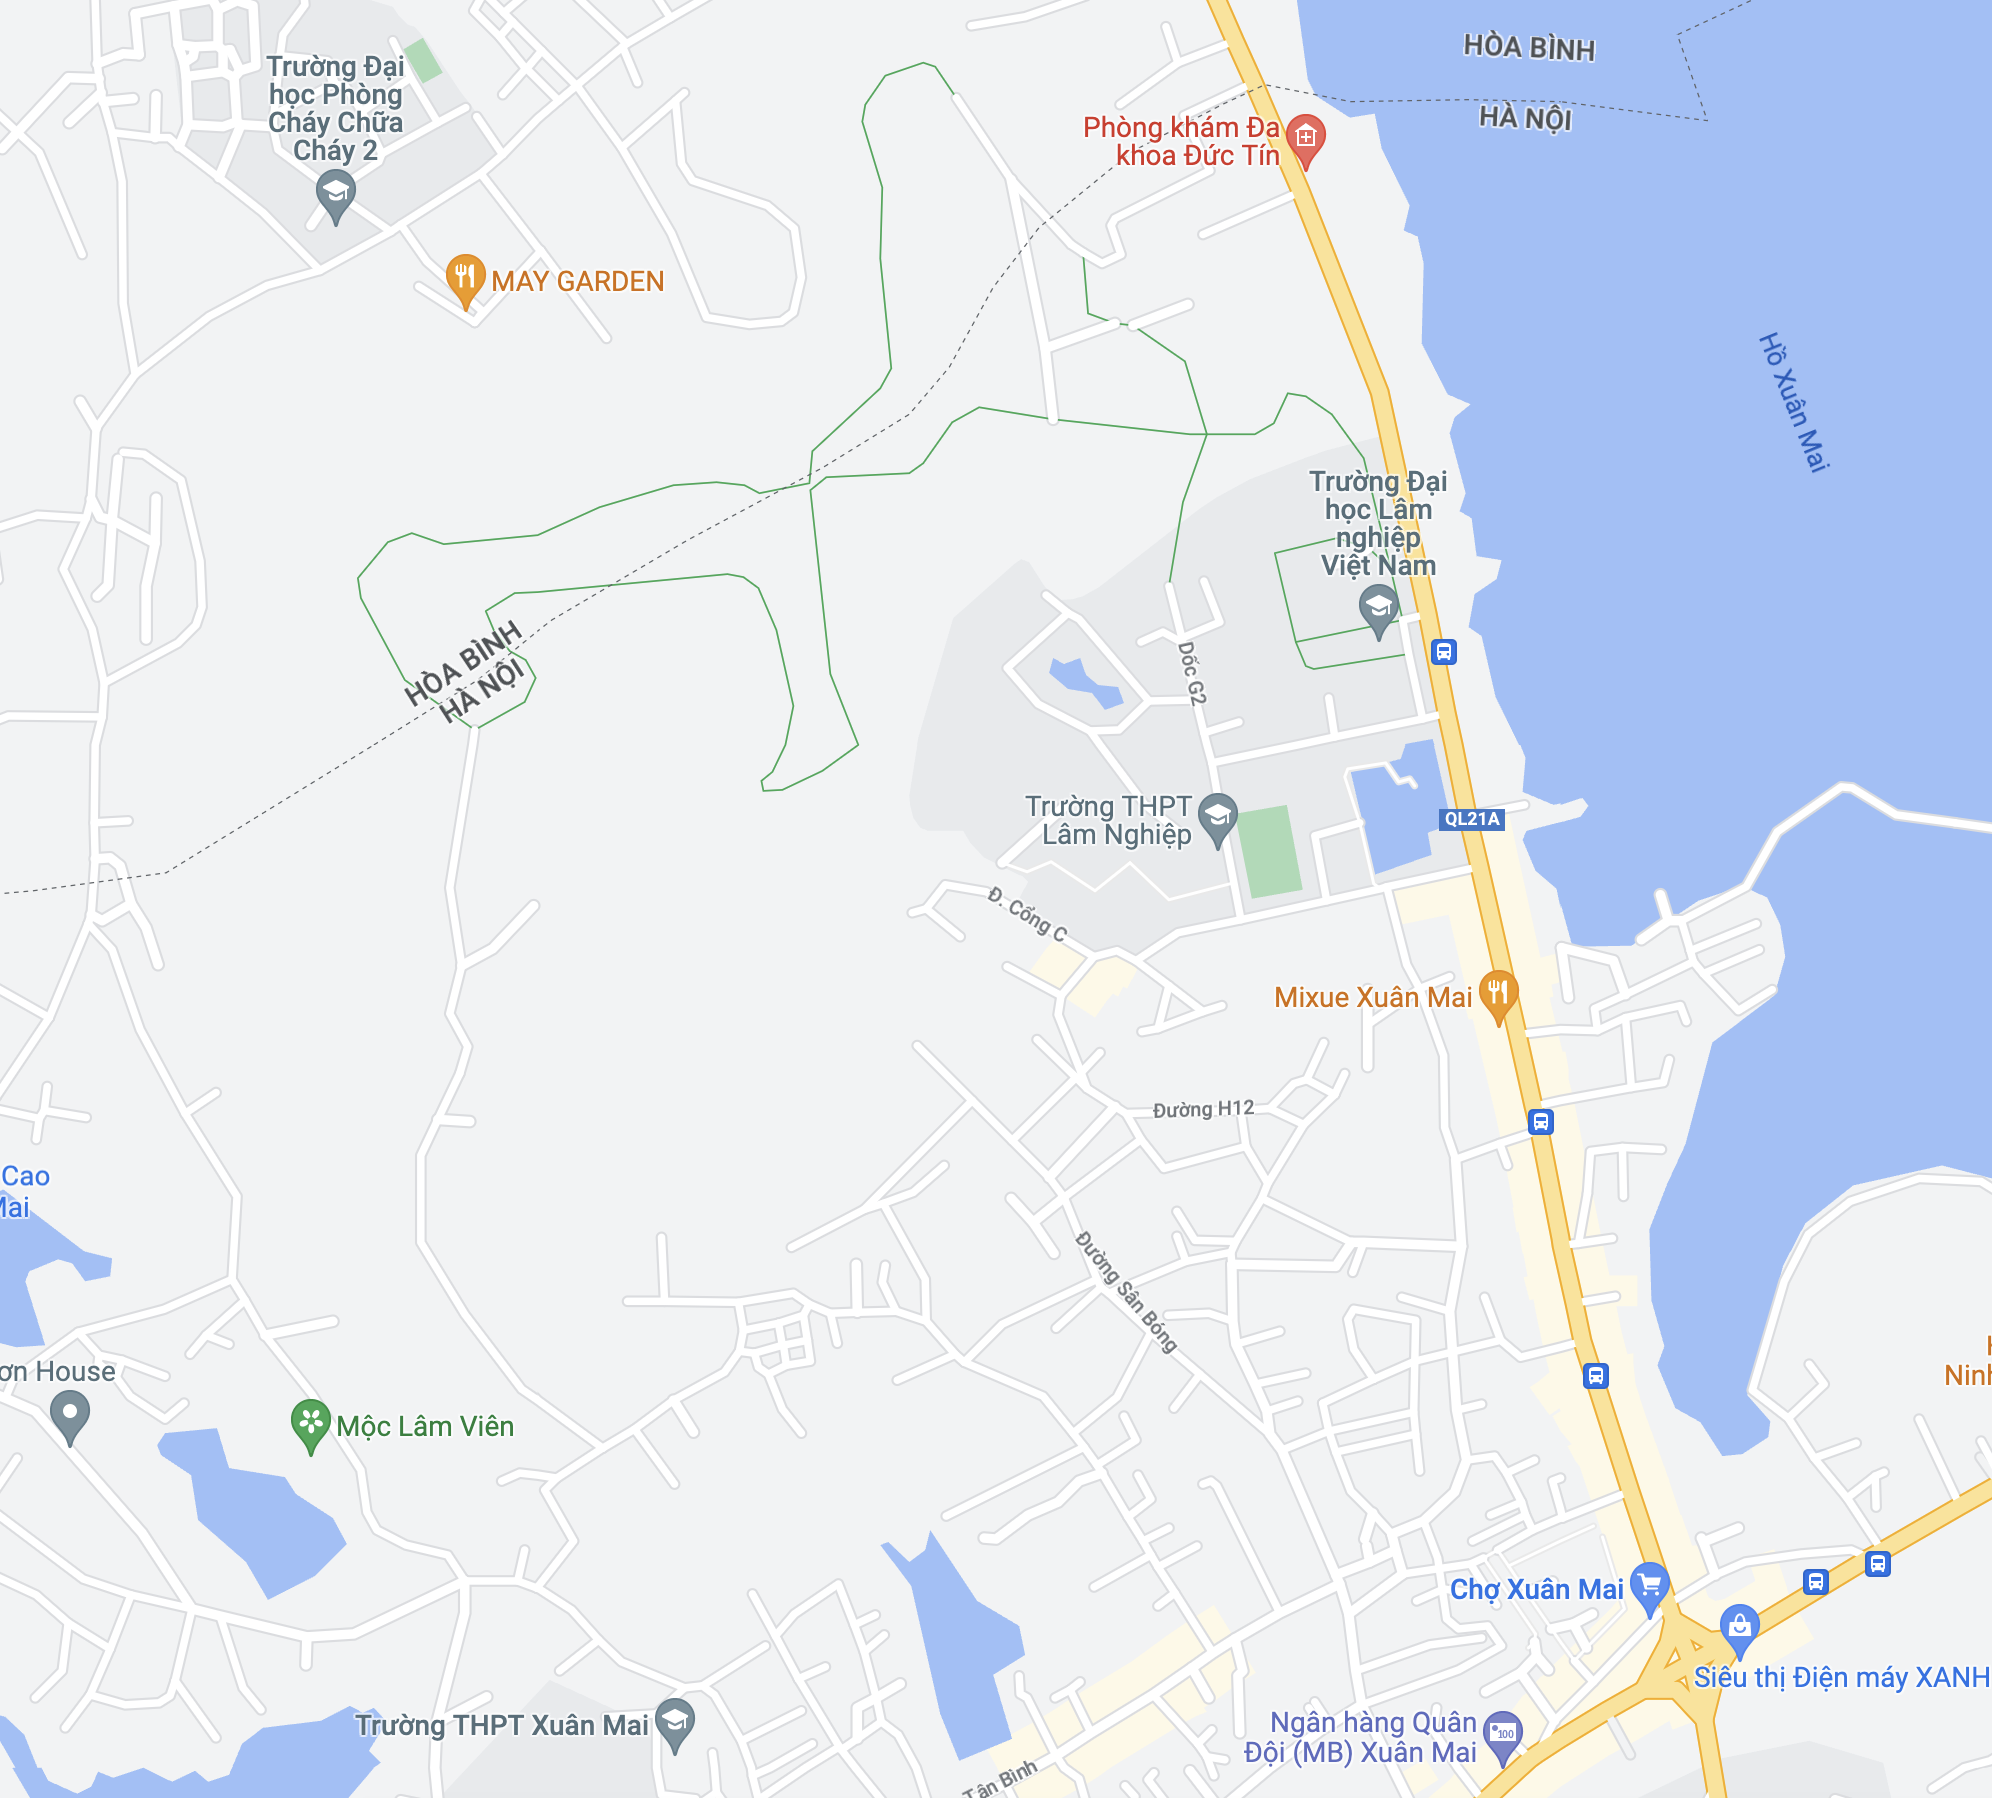 HÒA BÌNH
HÀ NỘI
Trường Đại
học Phòng
Cháy Chữa
Cháy 2
Phòng khám Đa
khoa Đức Tín
MAY GARDEN
Hồ Xuân Mai
Trường Đại
học Lâm
nghiệp
Việt Nam
HÒA BÌNH
HÀ NỘI
Dốc G2
Trường THPT
Lâm Nghiệp
QL21A
Đ. Cổng C
Mixue Xuân Mai
Đường H12
Cao
Mai
Đường Sân Bóng
ơn House
Ninh
Mộc Lâm Viên
Chợ Xuân Mai
Siêu thị Điện máy XANH
Trường THPT Xuân Mai
Ngân hàng Quân
Đội (MB) Xuân Mai
100
Tân Bình